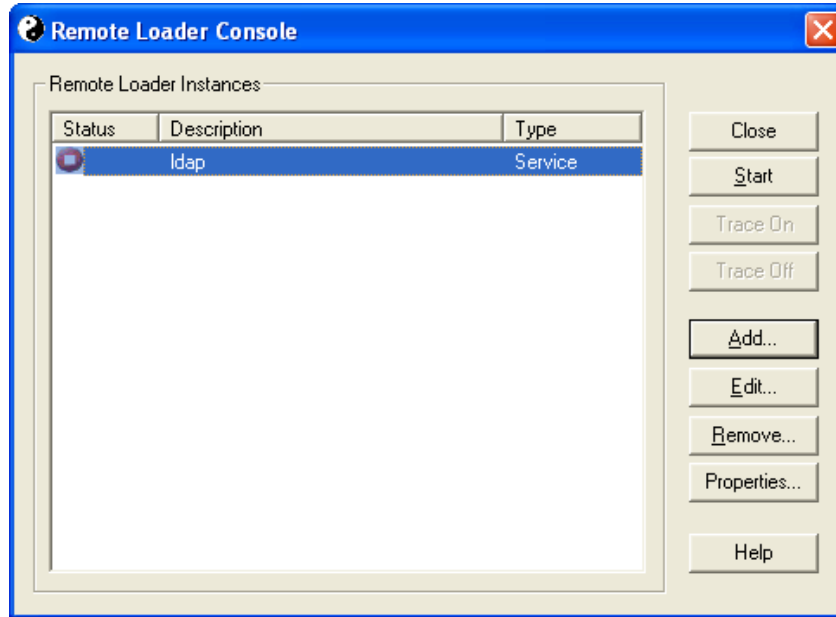 Remote Loader Console
Remote Loader Instances
Status Description Type
ldap Service
Close
Start
Trace On
Trace Off
Add...
Edit...
Remove...
Properties...
Help